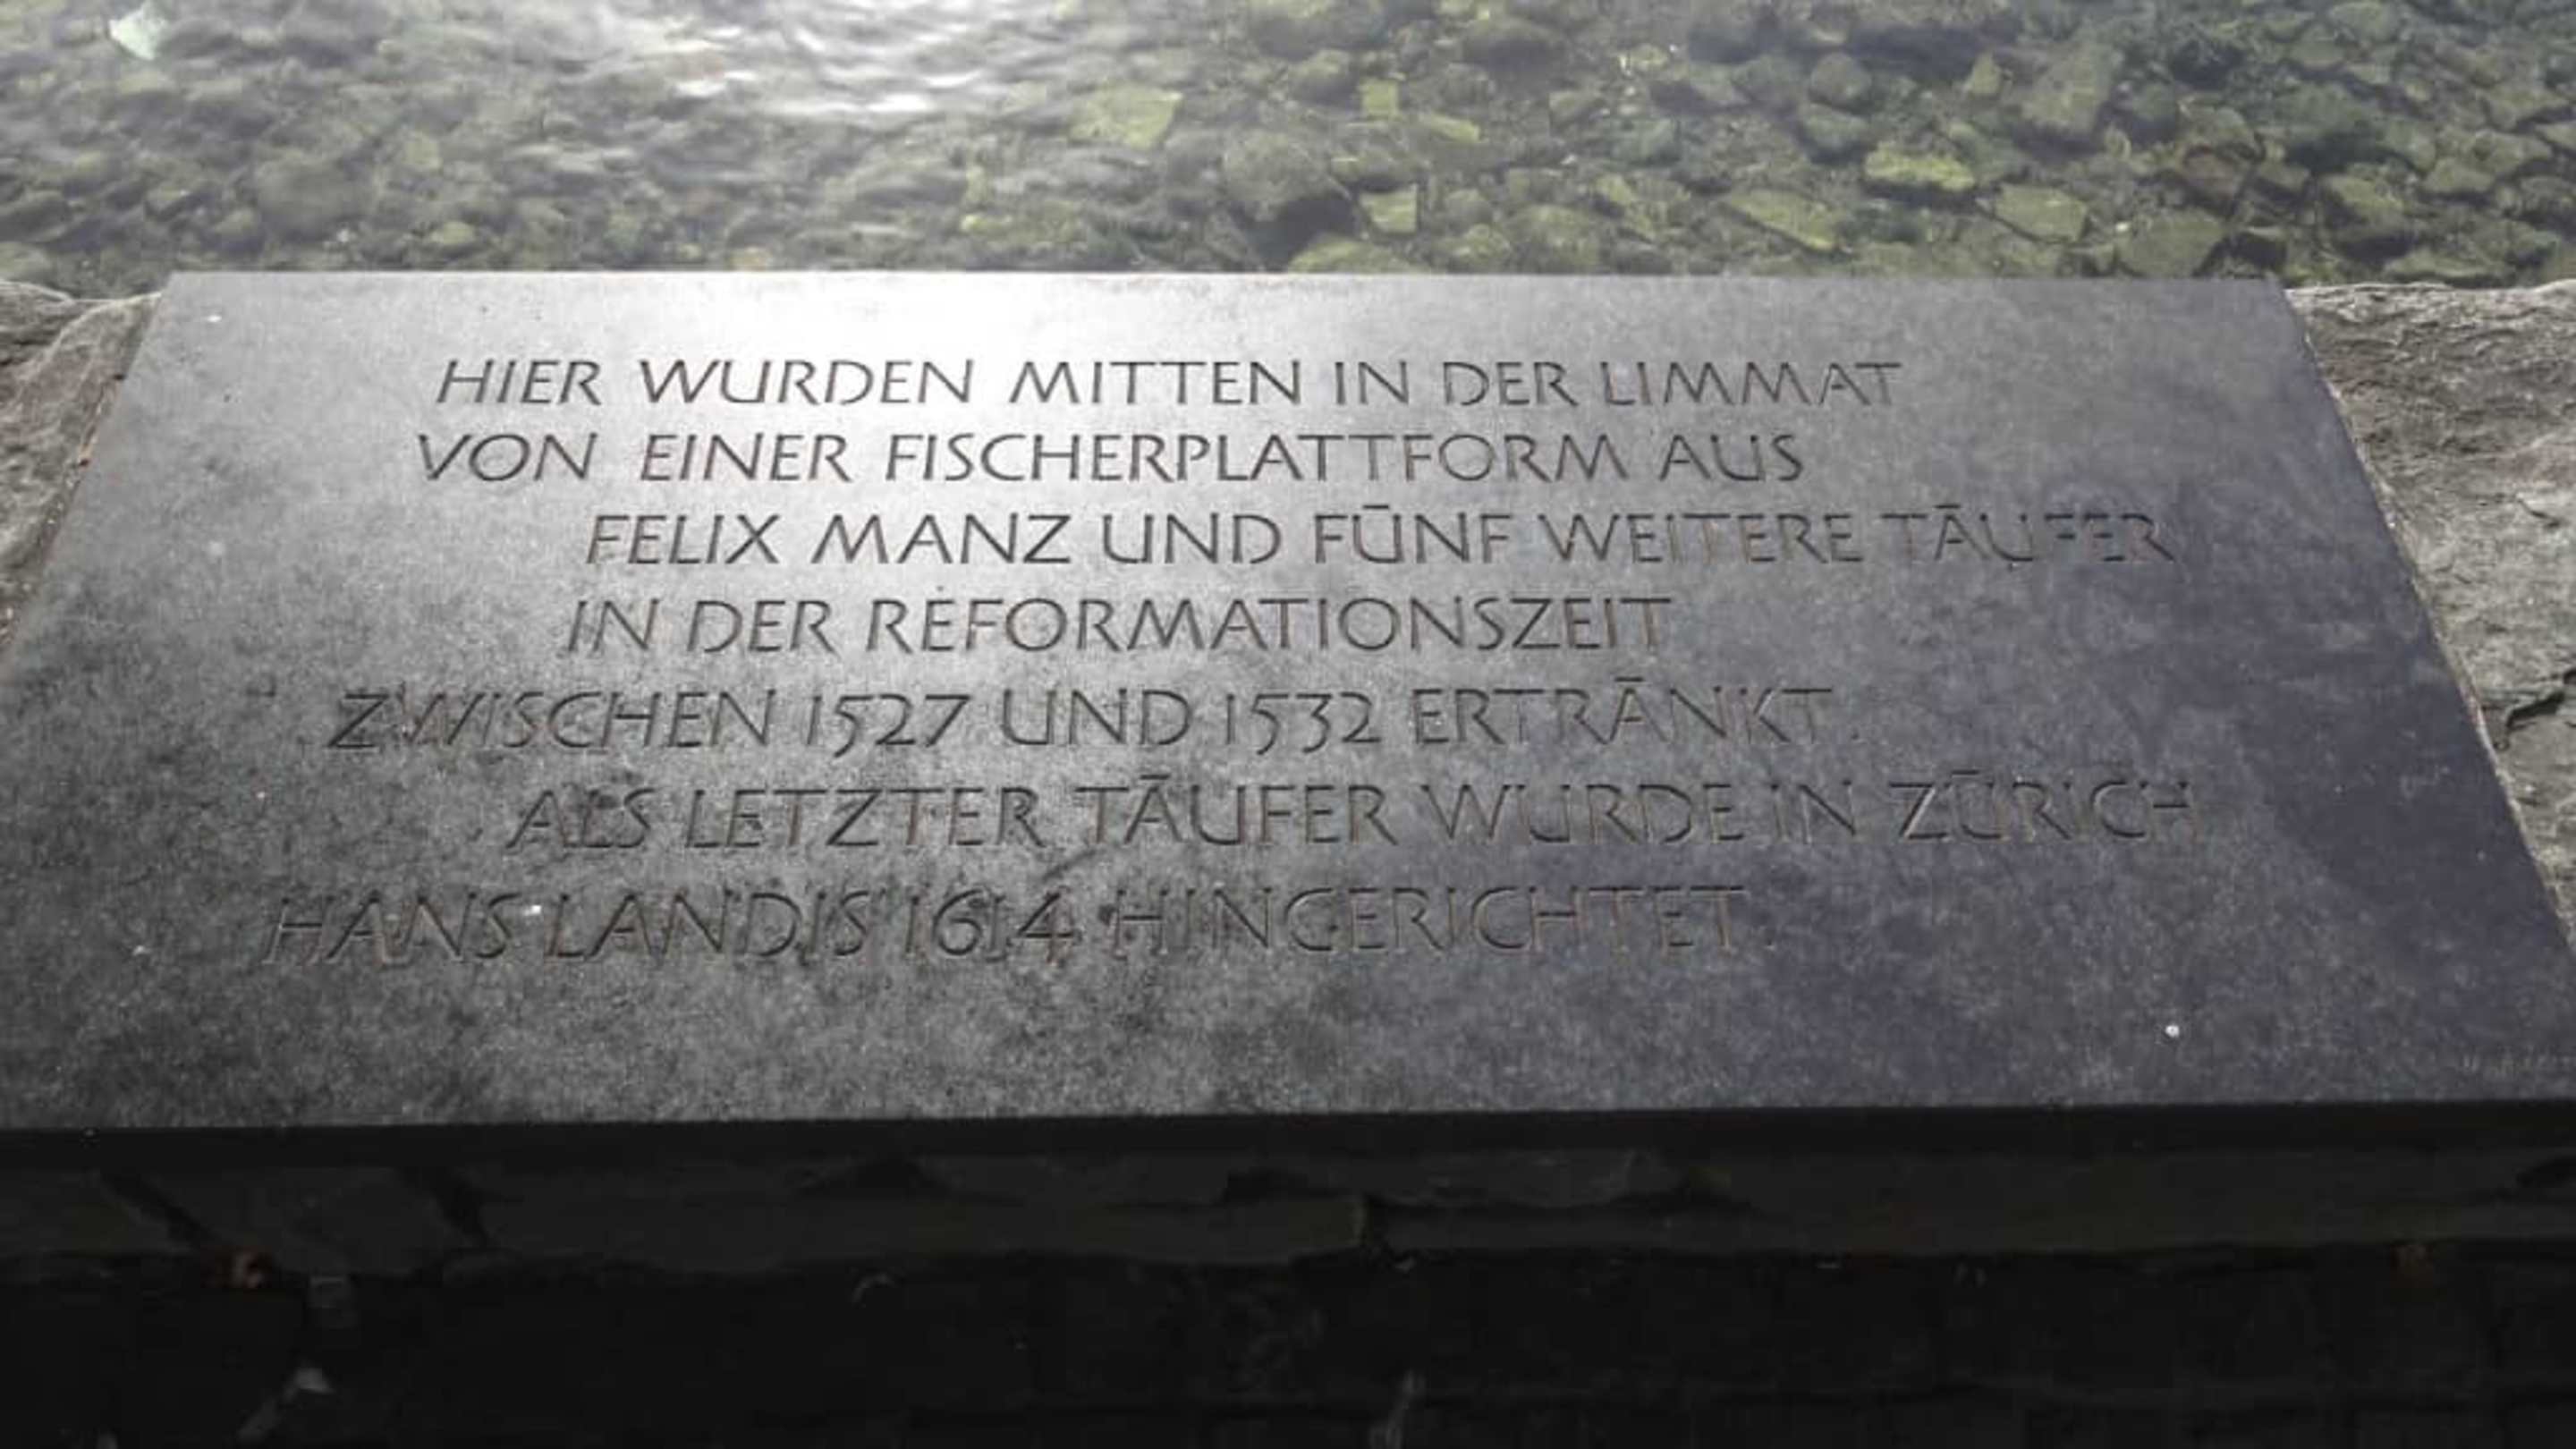 HIER WURDEN MITTEN IN DER LIMMAT
VON EINER FISCHERPLATTFORM AUS
FELIX MANZ UND FÜNF WEITERE TÄUFER
IN DER REFORMATIONSZEIT
ZWISCHEN 1527 UND 1532 ERTRÄNKT.
ALS LETZTER TÄUFER WURDE IN ZÜRICH
HANS LANDIS 1614 HINGERICHTET.